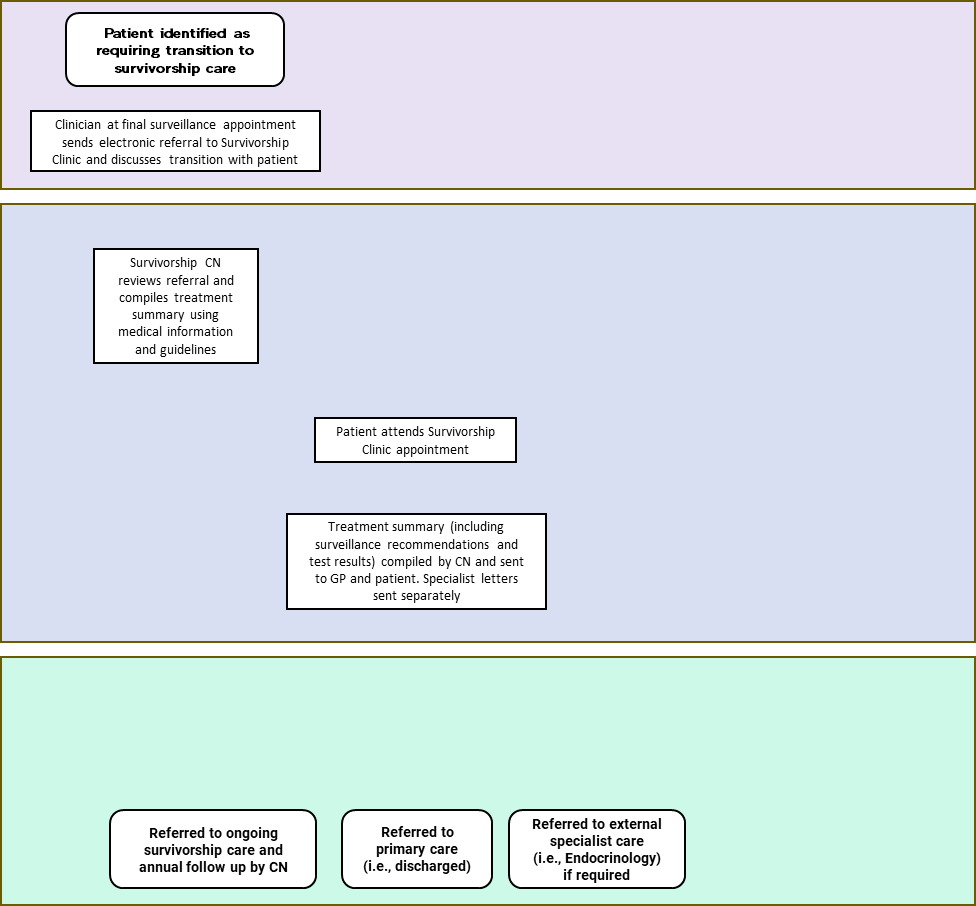 Patient identified as
requiring transition to
survivorship care
Clinician at final surveillance appointment
sends electronic referral to Survivorship
Clinic and discusses transition with patient
Survivorship CN
reviews referral and
compiles treatment
summary using
medical information
and guidelines
Patient attends Survivorship
Clinic appointment
Treatment summary (including
surveillance recommendations and
test results) compiled by CN and sent
to GP and patient. Specialist letters
sent separately
Referred to ongoing
survivorship care and
annual follow up by CN
Referred to
primary care
(i.e., discharged)
Referred to external
specialist care
(i.e., Endocrinology)
if required